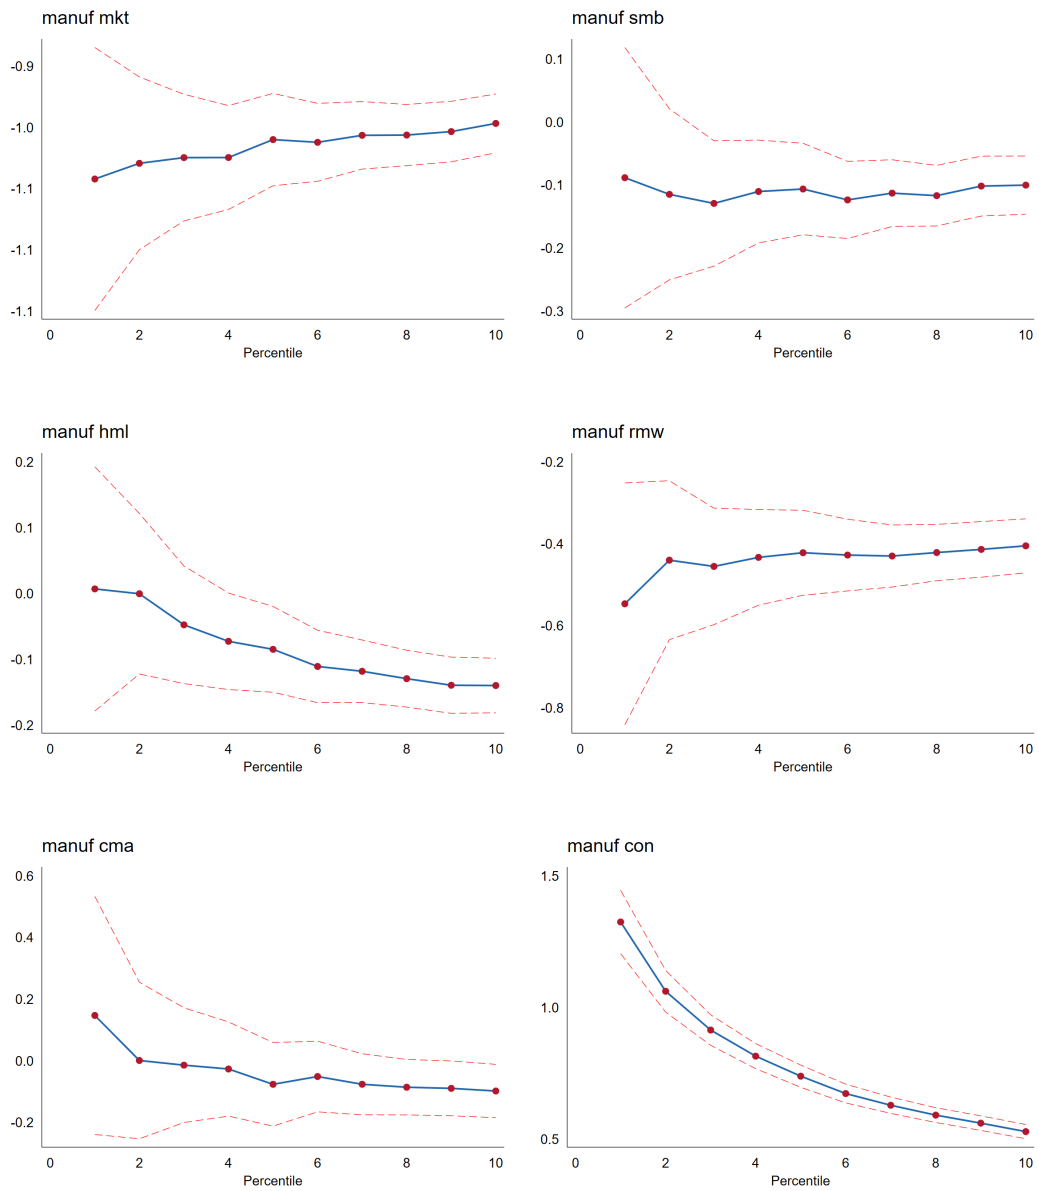 manuf mkt
-0.9
-1.0
-1.1
-1.1
-1.1
0 2 4 6 8 10
Percentile
manuf smb
0.1
0.0
-0.1
-0.2
-0.3
0 2 4 6 8 10
Percentile
manuf hml
0.2
0.1
0.0
-0.1
-0.2
0 2 4 6 8 10
Percentile
manuf rmw
-0.2
-0.4
-0.6
-0.8
0 2 4 6 8 10
Percentile
manuf cma
0.6
0.4
0.2
0.0
-0.2
0 2 4 6 8 10
Percentile
manuf con
1.5
1.0
0.5
0 2 4 6 8 10
Percentile